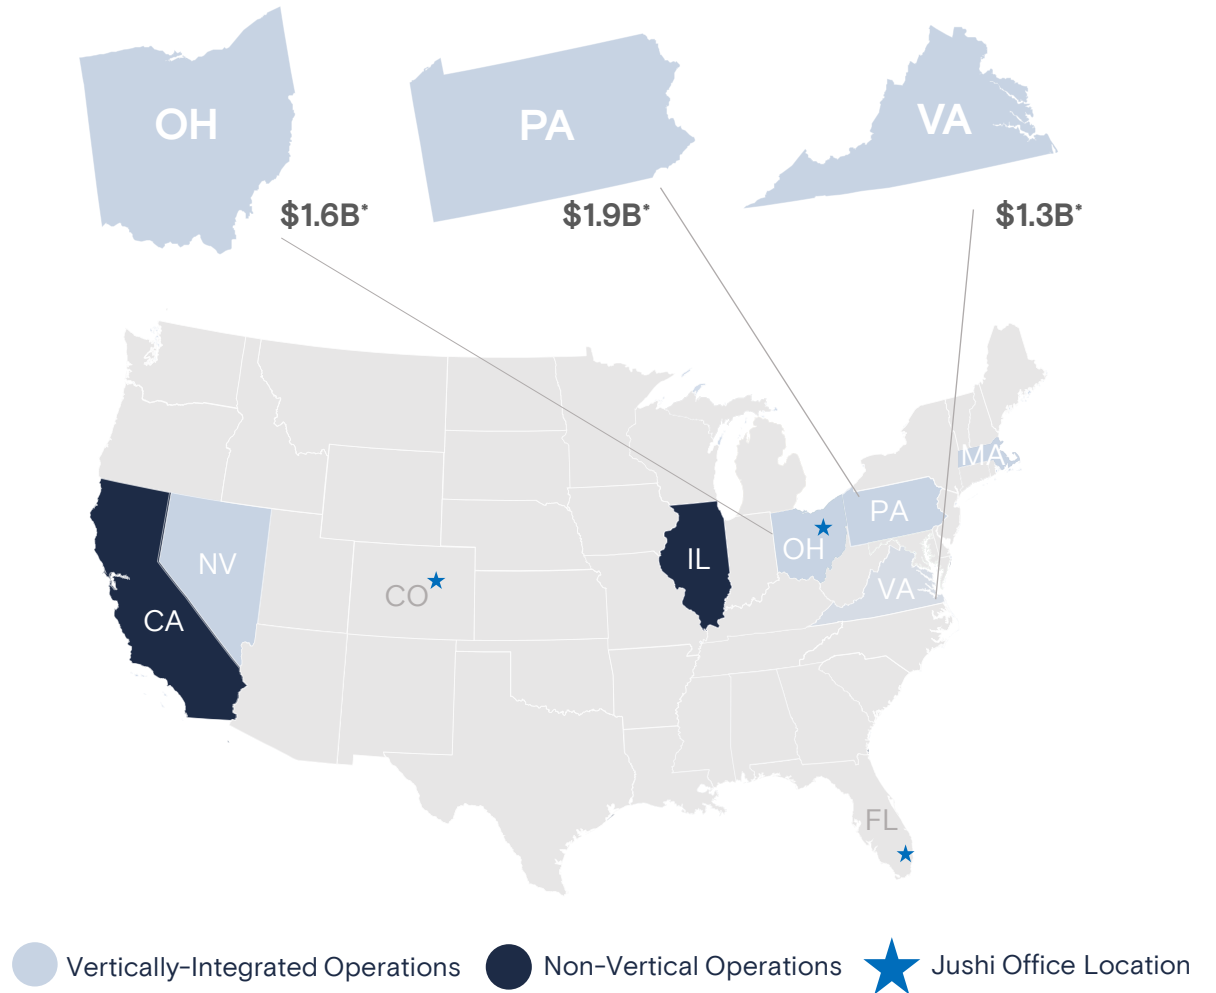 OH
PA
VA
$1.6B*
$1.9B*
$1.3B*
MA
PA
OH
IL
NV
CO
VA
CA
FL
Vertically-Integrated Operations
Non-Vertical Operations
Jushi Office Location